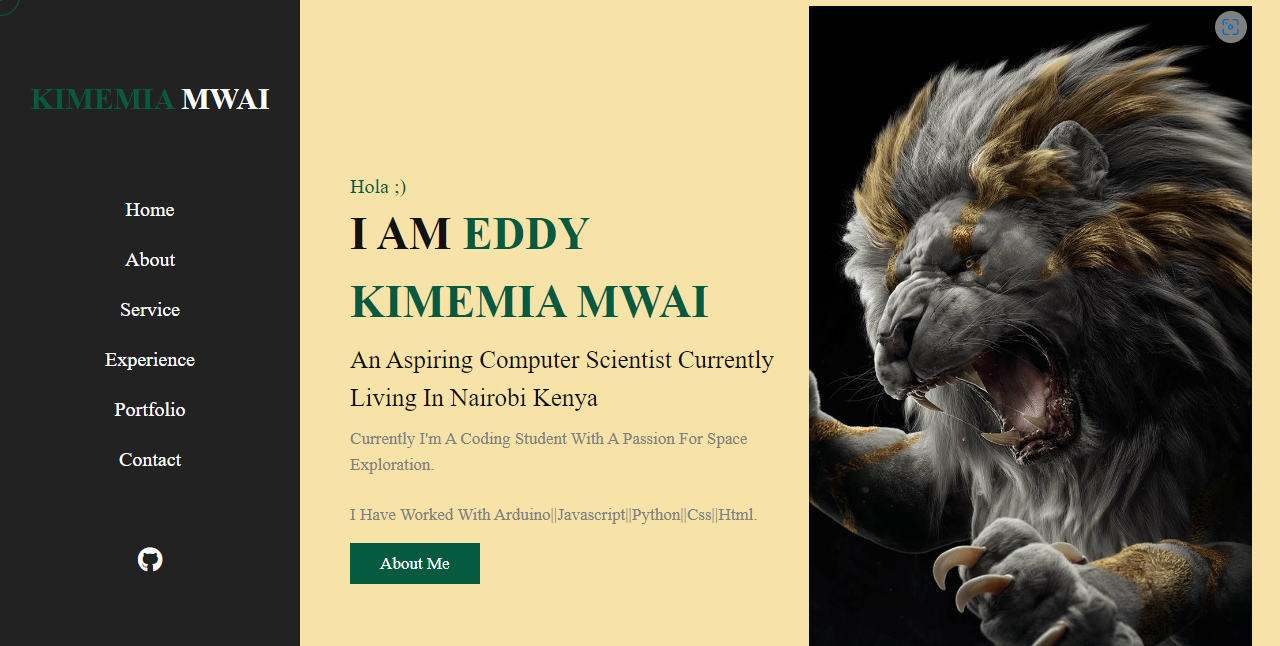 KIMEMIA MWAI
Home
About
Service
Experience
Portfolio
Contact
Hola ;)
I AM EDDY
KIMEMIA MWAI
An Aspiring Computer Scientist Currently
Living In Nairobi Kenya
Currently I'm A Coding Student With A Passion For Space
Exploration.
I Have Worked With Arduino||Javascript||Python||Css||Html.
About Me